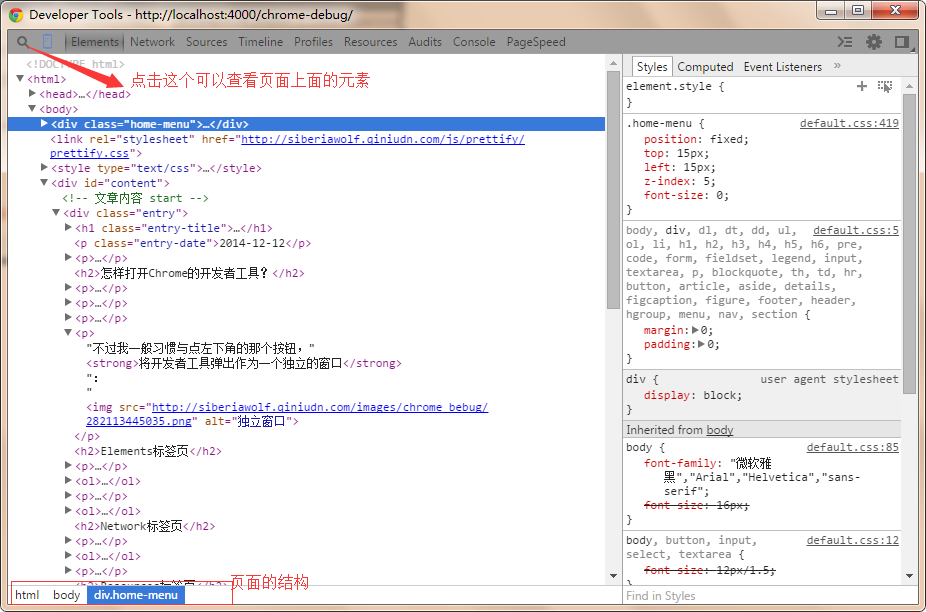 Developer Tools - http://localhost:4000/chrome-debug/
Elements Network Sources Timeline Profiles Resources Audits Console PageSpeed
<!DOCTYPE html>
<html>
点击这个可以查看页面上面的元素
<head>…</head>
<body>
<div class="home-menu">…</div>
<link rel="stylesheet" href="http://siberiawolf.qiniudn.com/js/prettify/
prettify.css">
<style type="text/css">…</style>
<div id="content">
<!-- 文章内容 start -->
<div class="entry">
<h1 class="entry-title">…</h1>
<p class="entry-date">2014-12-12</p>
<p>…</p>
<h2>怎样打开Chrome的开发者工具？</h2>
<p>…</p>
<p>…</p>
<p>…</p>
<p>
"不过我一般习惯与点左下角的那个按钮，"
<strong>将开发者工具弹出作为一个独立的窗口</strong>
"：
"
<img src="http://siberiawolf.qiniudn.com/images/chrome_bebug/
282113445035.png" alt="独立窗口">
</p>
<h2>Elements标签页</h2>
<p>…</p>
<ol>…</ol>
<p>…</p>
<ol>…</ol>
<h2>Network标签页</h2>
<p>…</p>
<ol>…</ol>
<p>…</p>
<h2>Resources标签页</h2>
页面的结构
html body div.home-menu
Styles Computed Event Listeners »
element.style {
}
.home-menu { default.css:419
position: fixed;
top: 15px;
left: 15px;
z-index: 5;
font-size: 0;
}
body, div, dl, dt, dd, ul, default.css:5
ol, li, h1, h2, h3, h4, h5, h6, pre,
code, form, fieldset, legend, input,
textarea, p, blockquote, th, td, hr,
button, article, aside, details,
figcaption, figure, footer, header,
hgroup, menu, nav, section {
margin: 0;
padding: 0;
}
div { user agent stylesheet
display: block;
}
Inherited from body
body { default.css:85
font-family: "微软雅
黑","Arial","Helvetica","sans-
serif";
font-size: 16px;
}
body, button, input, default.css:12
select, textarea {
font-size: 12px/1.5;
}
Find in Styles